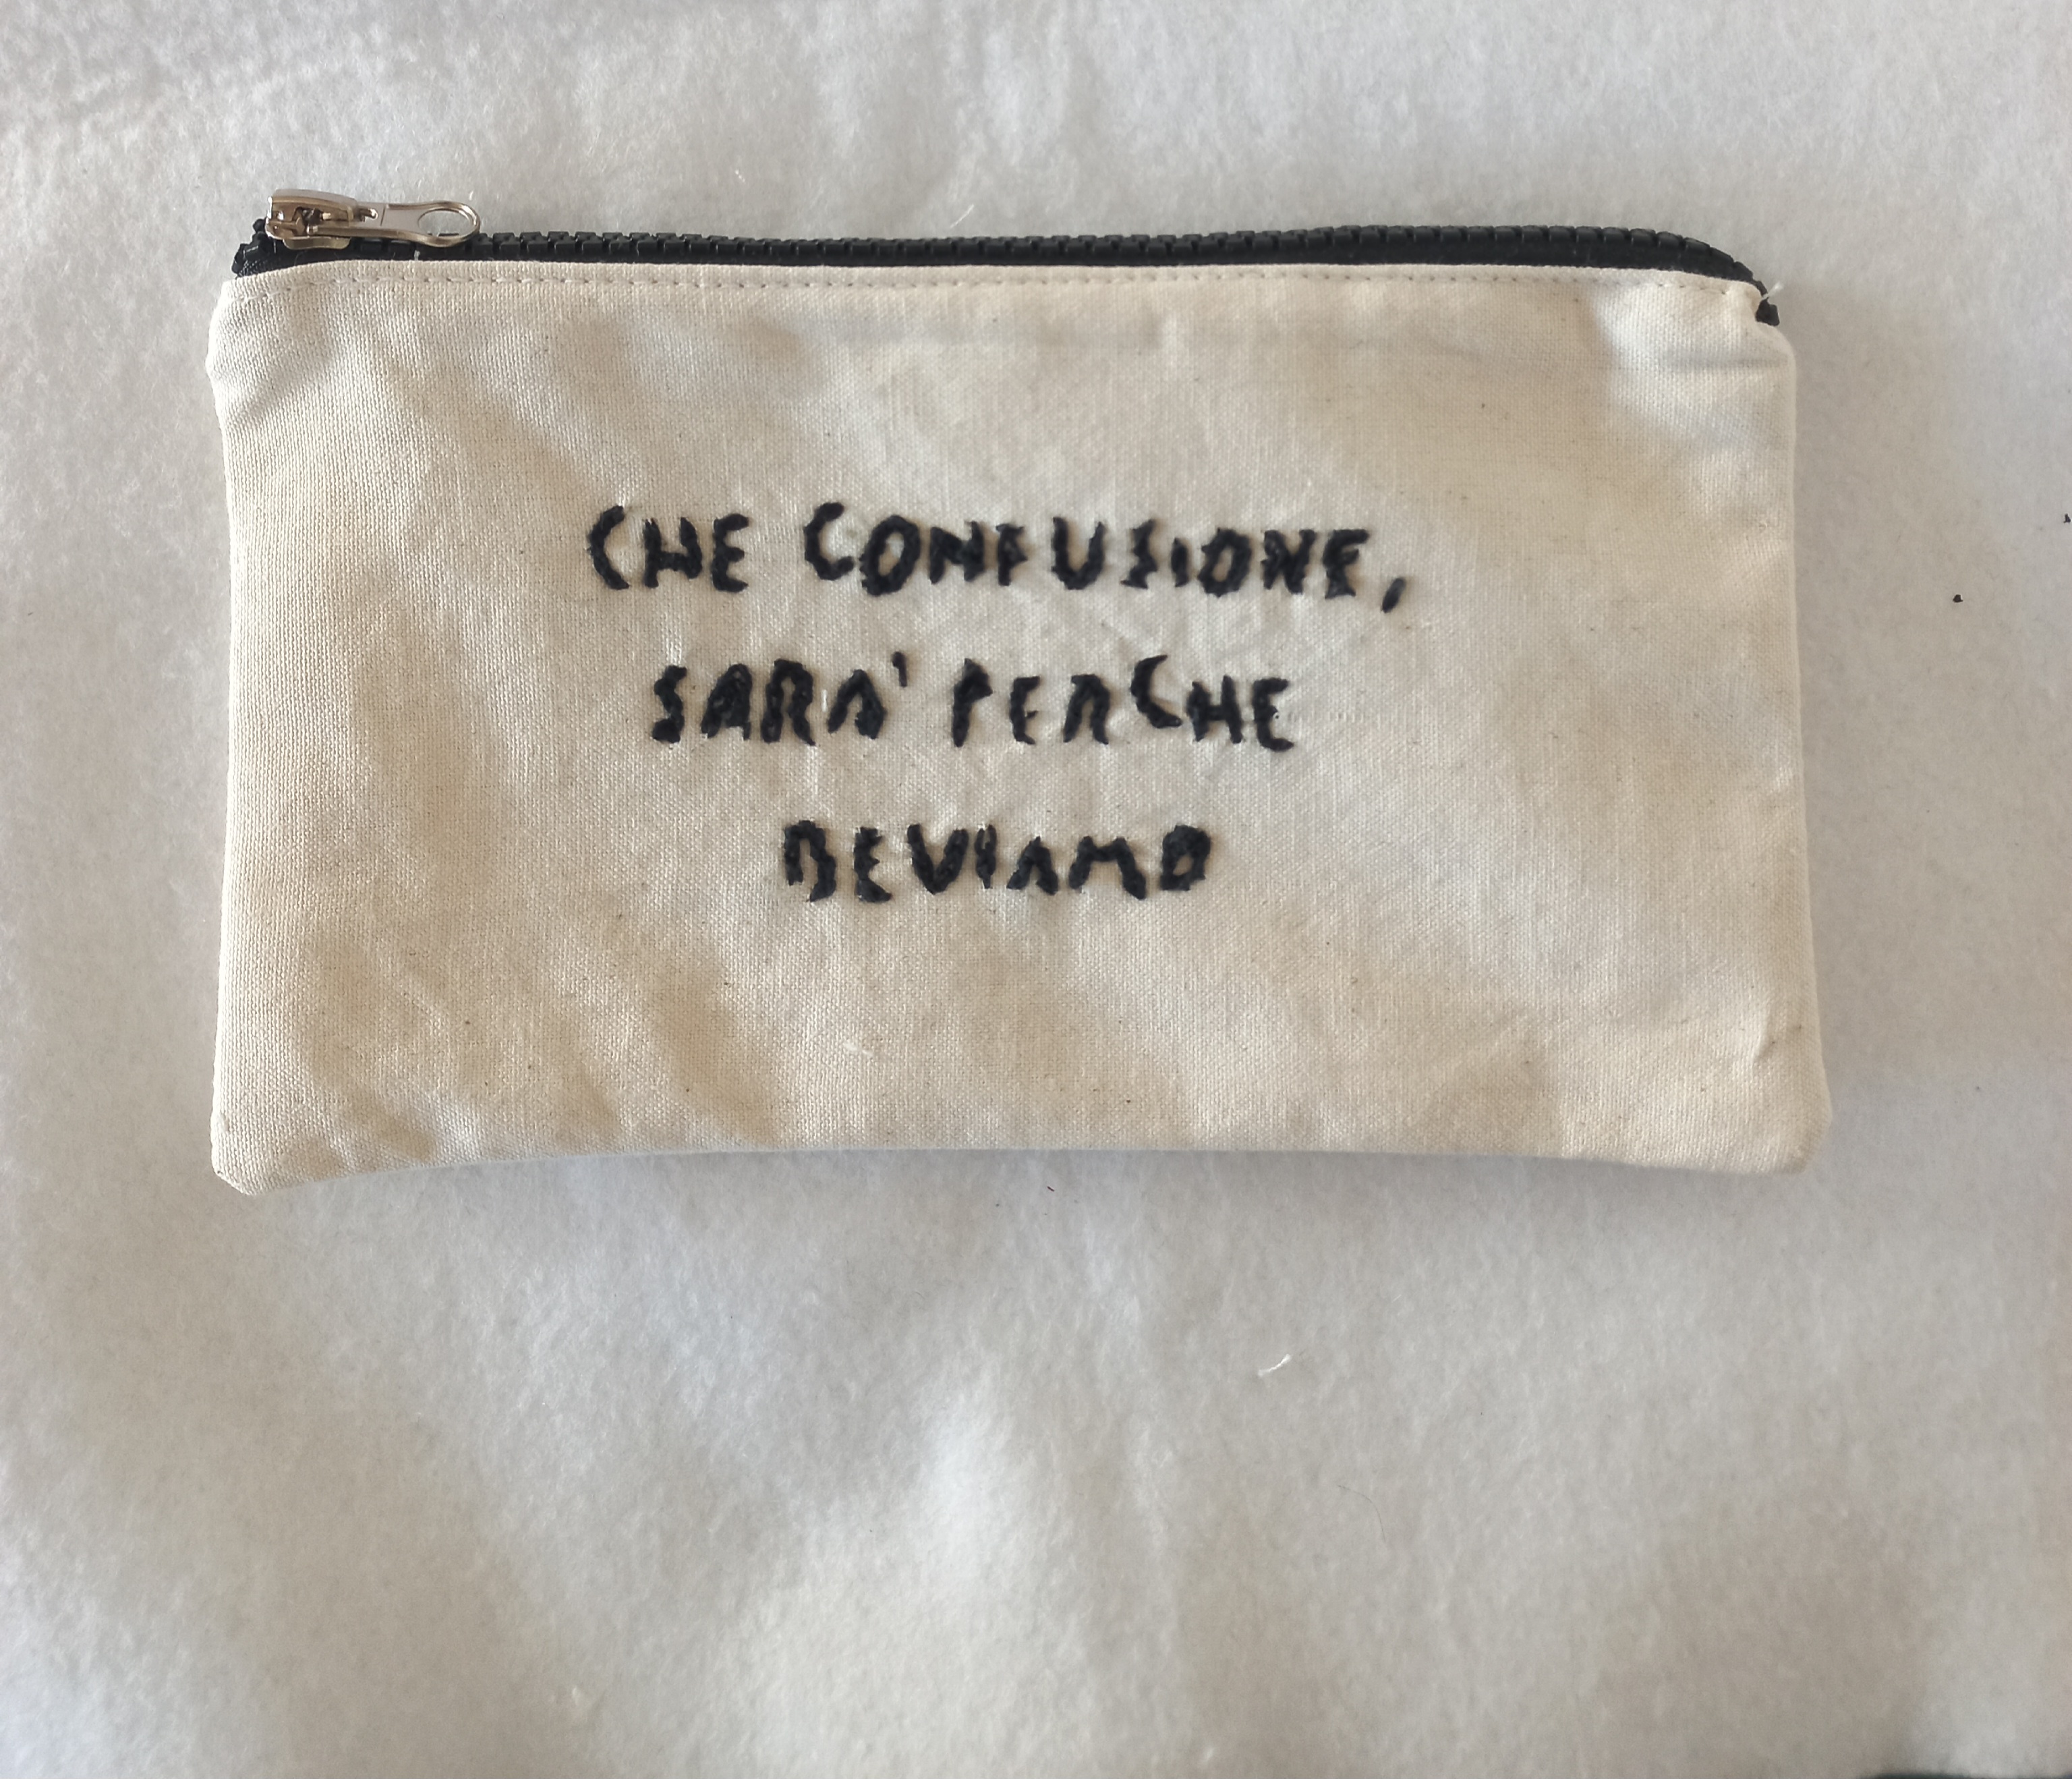 CHE CONFUSIONE,
SARA' PERCHE
BEVIAMO